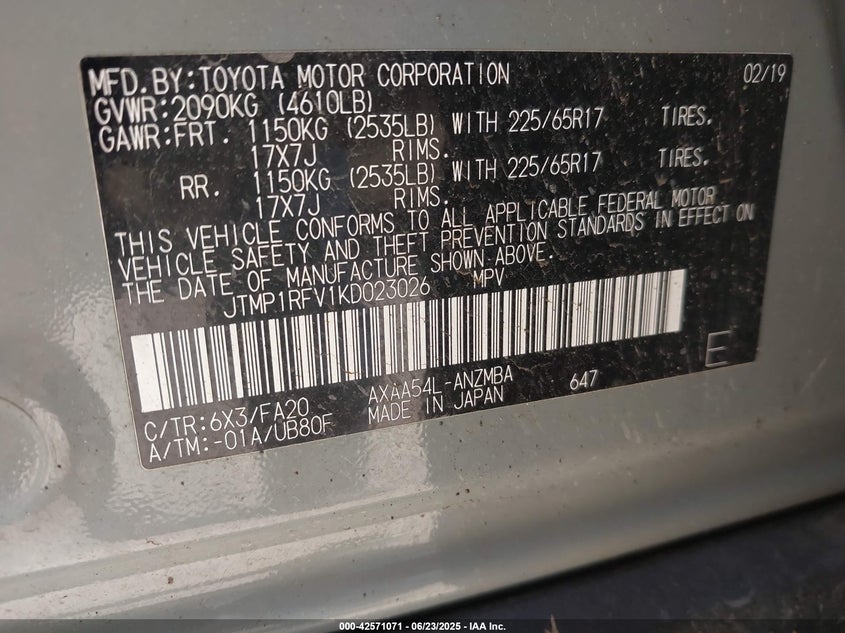 MFD.BY:TOYOTA MOTOR CORPORATION 02/19
GVWR:2090KG (4610LB)
GAWR:FRT. 1150KG (2535LB) WITH 225/65R17 TIRES.
17X7J RIMS.
RR. 1150KG (2535LB) WITH 225/65R17 TIRES.
17X7J RIMS.
THIS VEHICLE CONFORMS TO ALL APPLICABLE FEDERAL MOTOR
VEHICLE SAFETY AND THEFT PREVENTION STANDARDS IN EFFECT ON
THE DATE OF MANUFACTURE SHOWN ABOVE.
JTMP1RFV1KD023026 MPV
E
C/TR:6X3/FA20 AXAA54L-ANZMBA 647
A/TM:-01A/UB80F MADE IN JAPAN
000-42571071 | 06/23/2025 - IAA Inc.